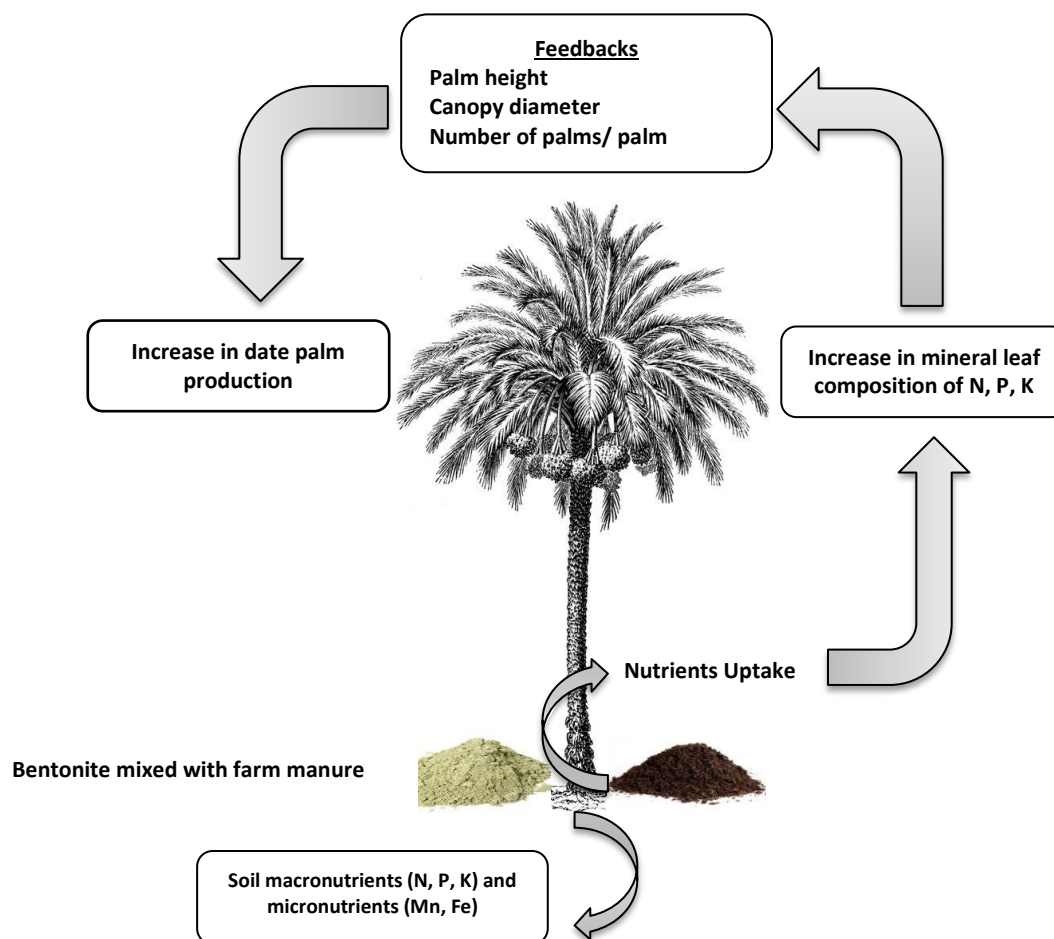 Feedbacks
Palm height
Canopy diameter
Number of palms/ palm
Increase in date palm
production
Increase in mineral leaf
composition of N, P, K
Nutrients Uptake
Bentonite mixed with farm manure
Soil macronutrients (N, P, K) and
micronutrients (Mn, Fe)